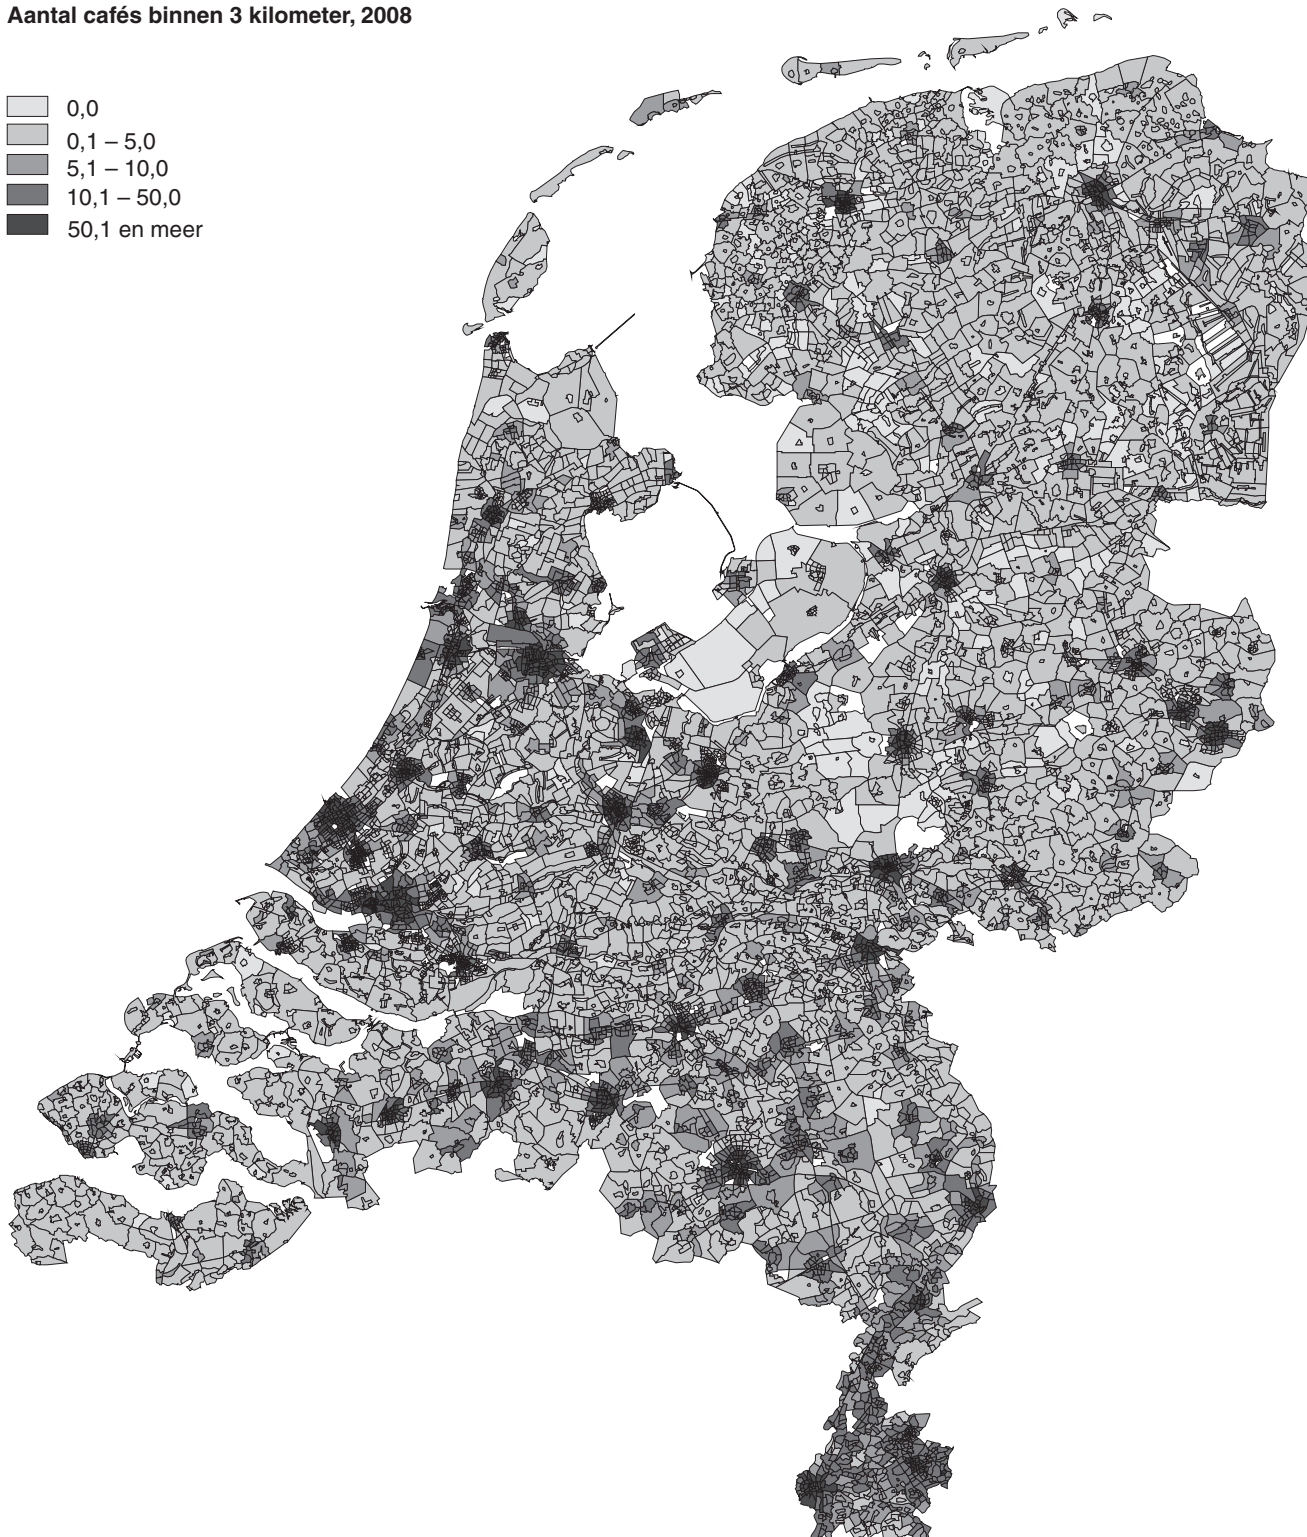 Aantal cafés binnen 3 kilometer, 2008
0,0
0,1 – 5,0
5,1 – 10,0
10,1 – 50,0
50,1 en meer